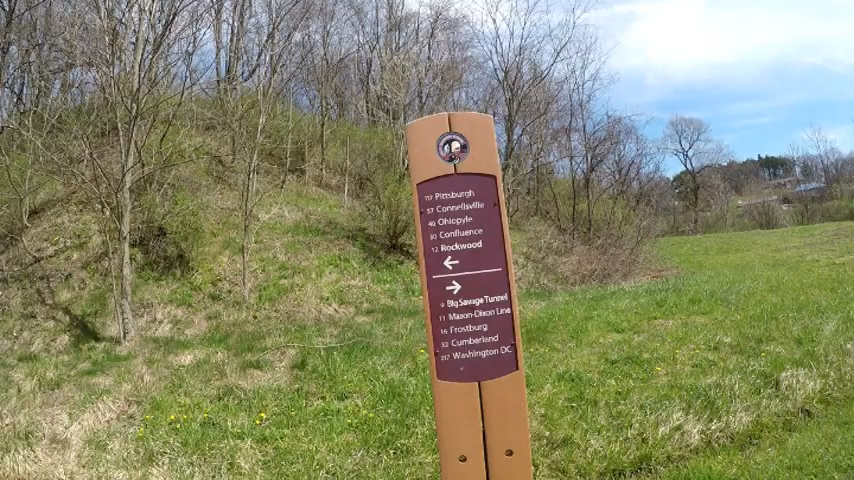 117 Pittsburgh
57 Connellsville
40 Ohiopyle
30 Confluence
12 Rockwood
←
→
9 Big Savage Tunnel
11 Mason-Dixon Line
16 Frostburg
32 Cumberland
217 Washington DC